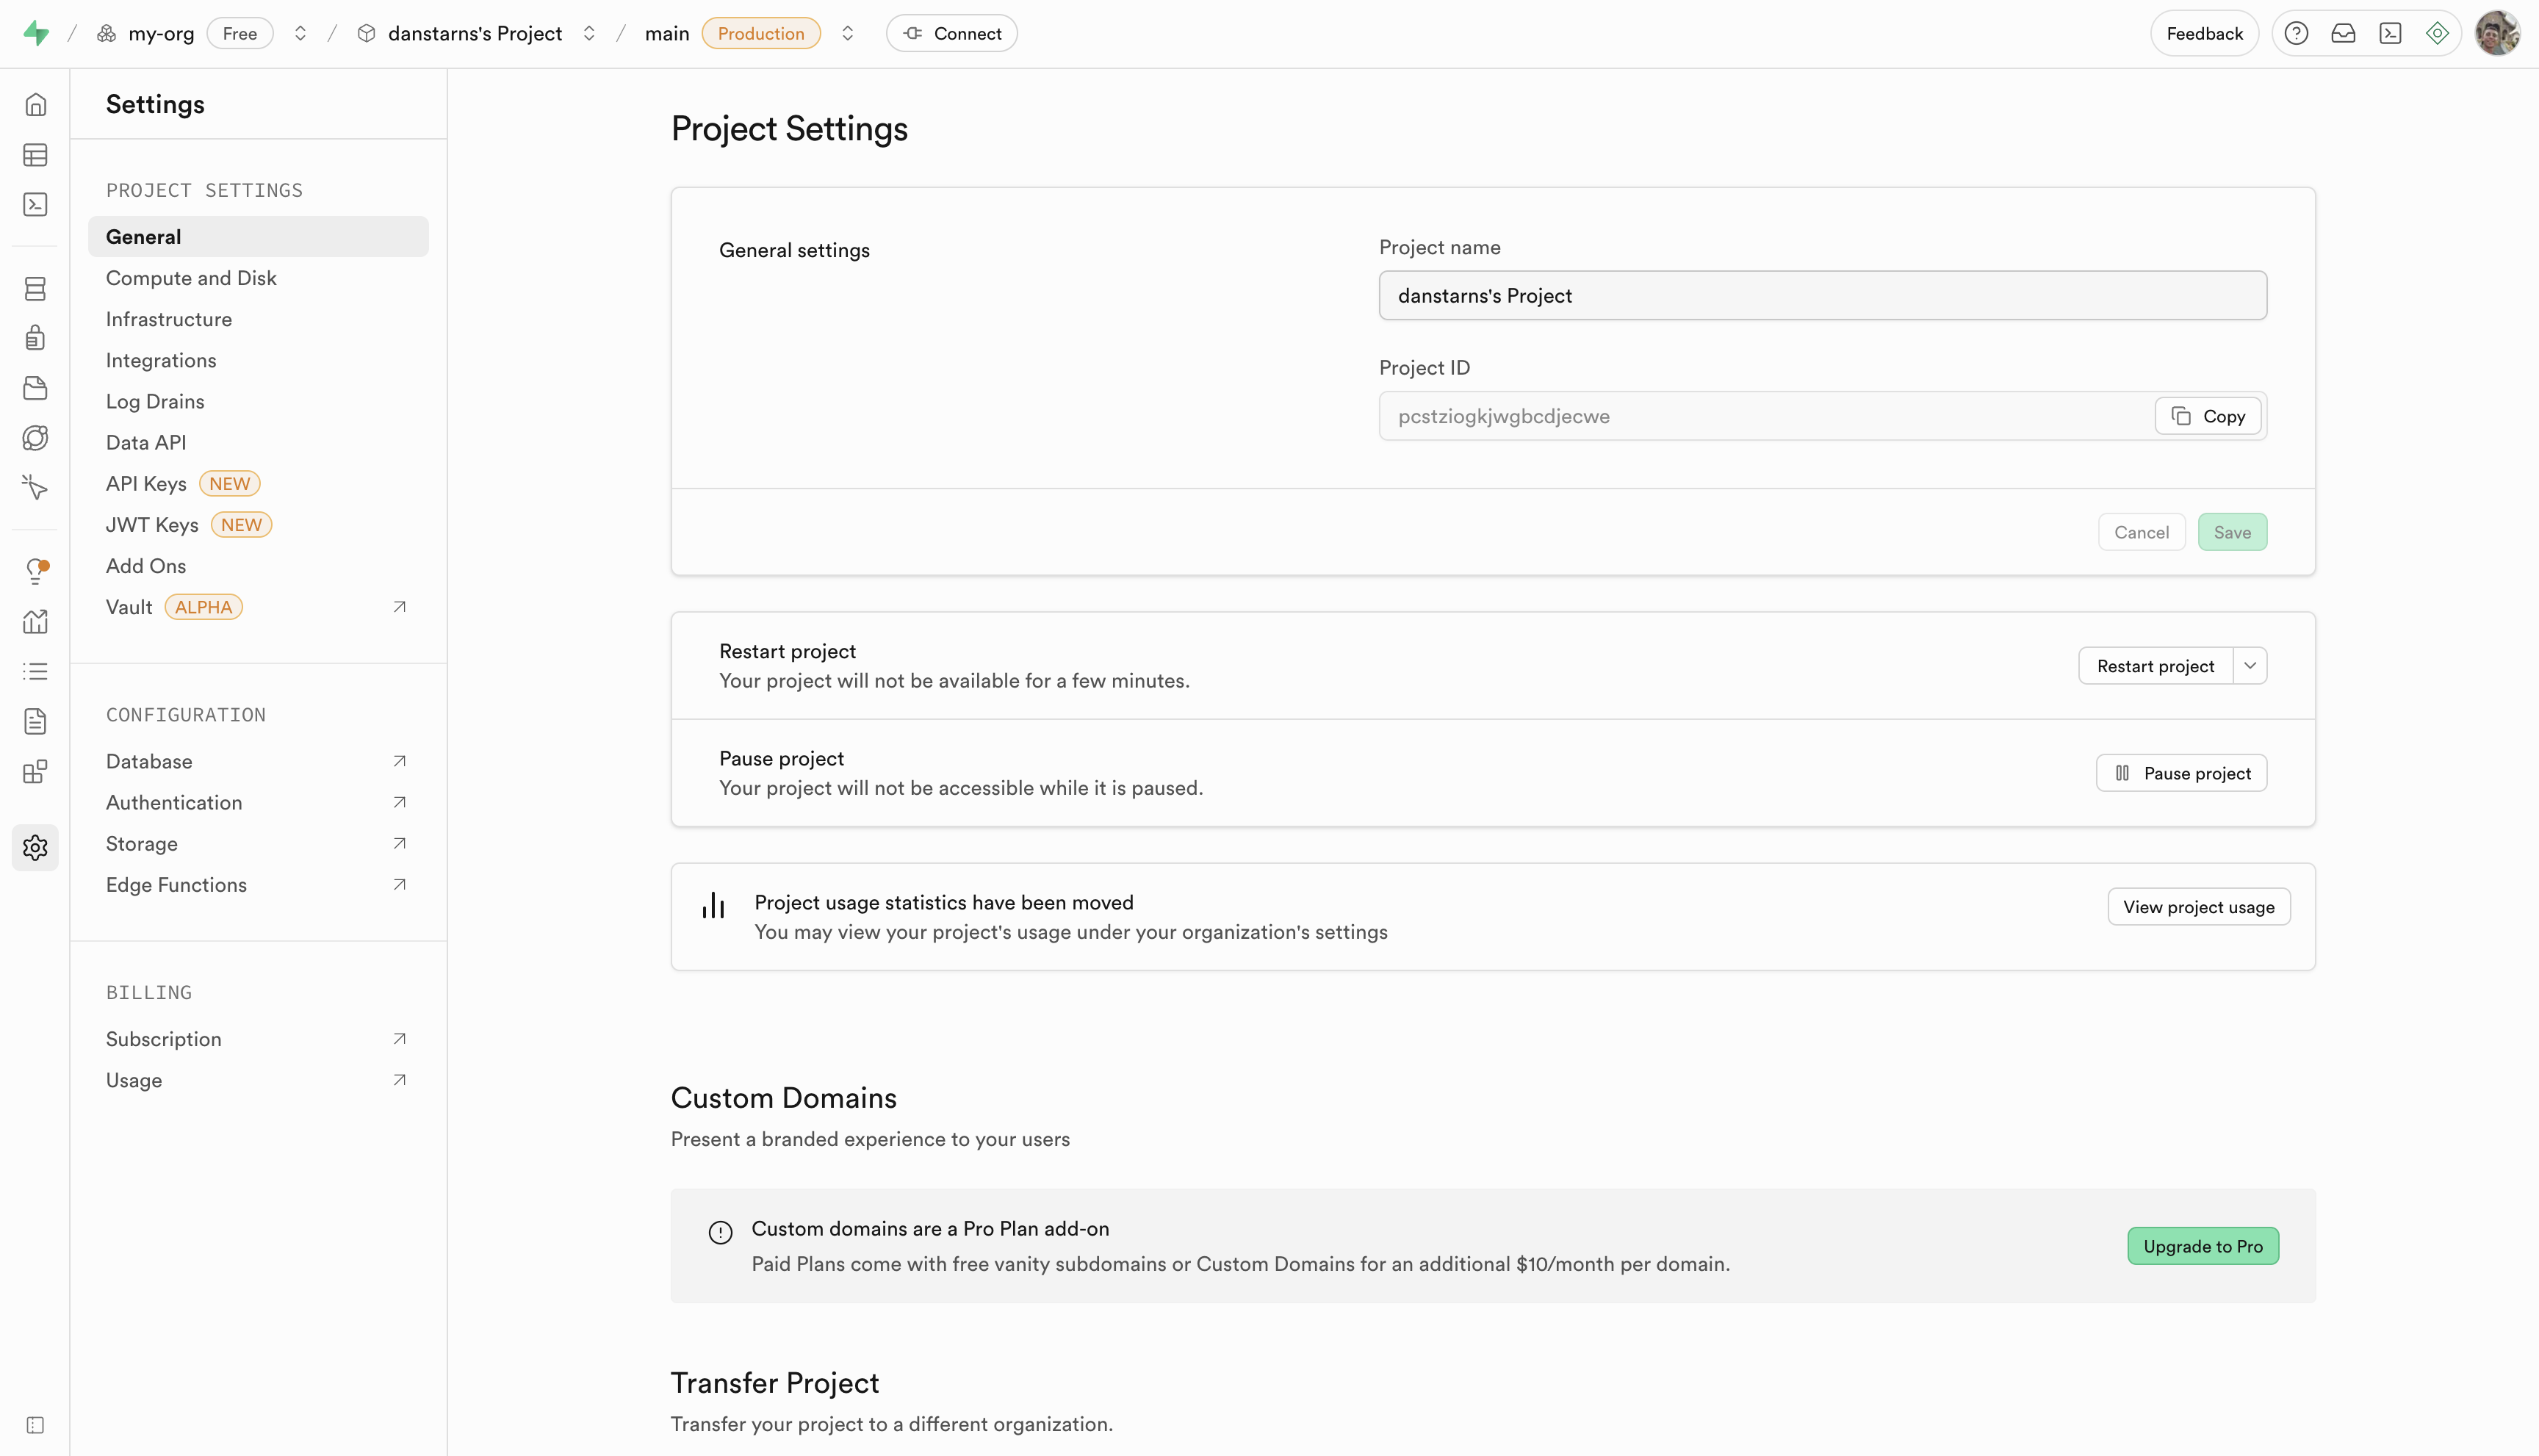 my-org Free
danstarns's Project
main Production
Connect
Feedback
Settings
PROJECT SETTINGS
General
Compute and Disk
Infrastructure
Integrations
Log Drains
Data API
API Keys NEW
JWT Keys NEW
Add Ons
Vault ALPHA
CONFIGURATION
Database
Authentication
Storage
Edge Functions
BILLING
Subscription
Usage
Project Settings
General settings
Project name
danstarns's Project
Project ID
pcstziogkjwgbcdjecwe
Copy
Cancel
Save
Restart project
Your project will not be available for a few minutes.
Restart project
Pause project
Your project will not be accessible while it is paused.
Pause project
Project usage statistics have been moved
You may view your project's usage under your organization's settings
View project usage
Custom Domains
Present a branded experience to your users
Custom domains are a Pro Plan add-on
Paid Plans come with free vanity subdomains or Custom Domains for an additional $10/month per domain.
Upgrade to Pro
Transfer Project
Transfer your project to a different organization.